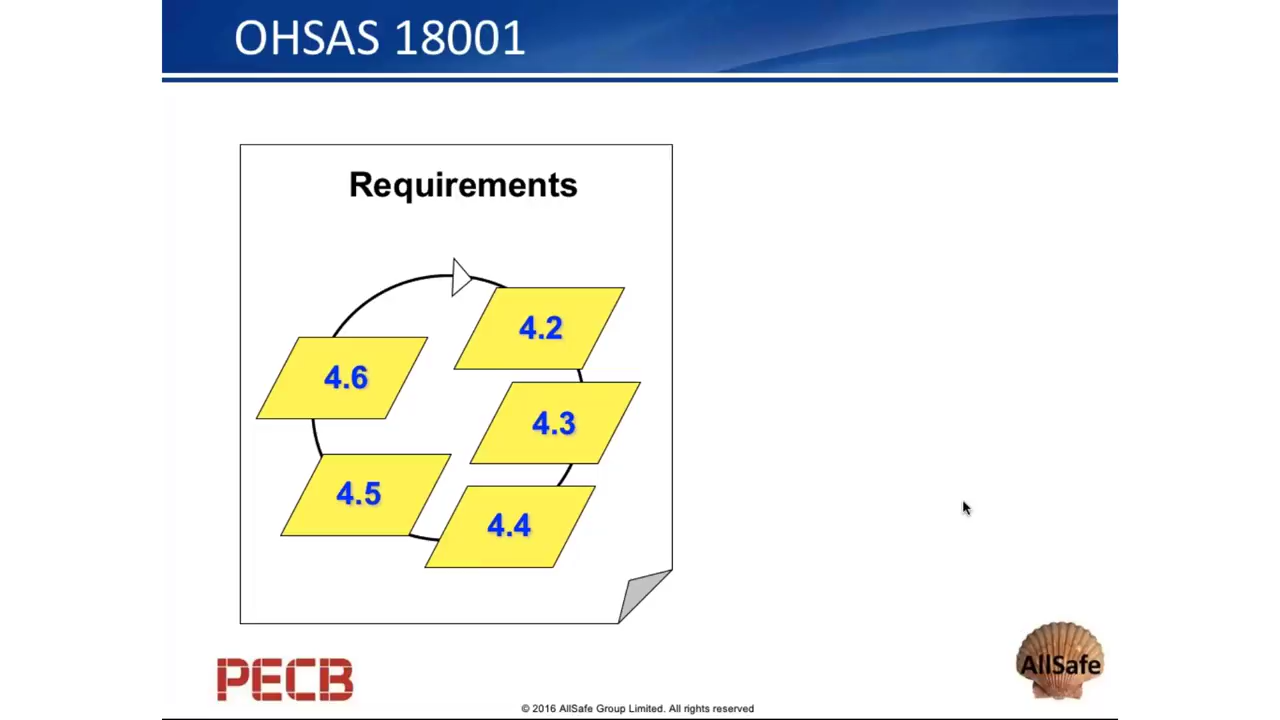 OHSAS 18001
Requirements
4.2
4.6
4.3
4.5
4.4
PECB
AllSafe
© 2016 AllSafe Group Limited. All rights reserved